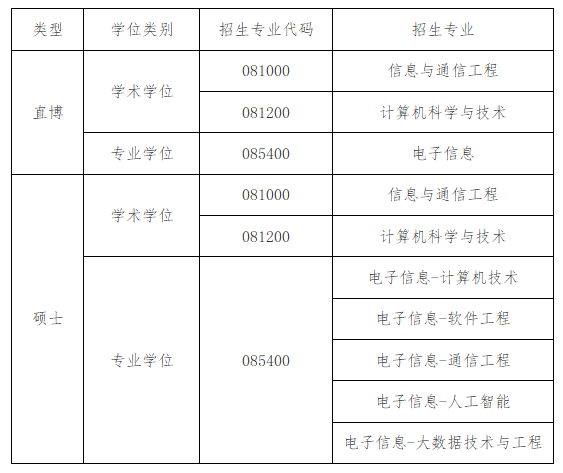 类型 学位类别 招生专业代码 招生专业
直博 学术学位 081000 信息与通信工程
081200 计算机科学与技术
专业学位 085400 电子信息
硕士 学术学位 081000 信息与通信工程
081200 计算机科学与技术
专业学位 085400 电子信息-计算机技术
电子信息-软件工程
电子信息-通信工程
电子信息-人工智能
电子信息-大数据技术与工程